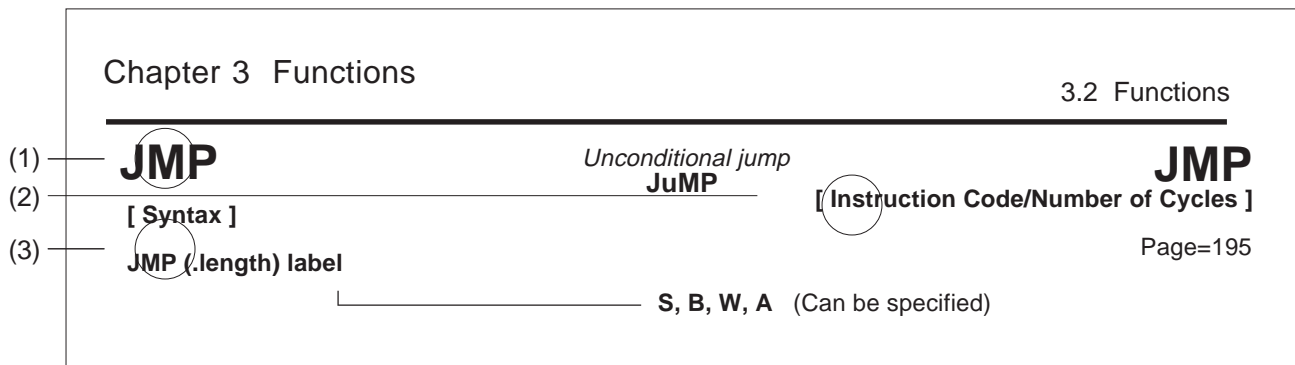 Chapter 3 Functions
3.2 Functions
(1) JMP Unconditional jump JMP
JuMP
(2) [ Syntax ] [ Instruction Code/Number of Cycles ]
(3) JMP (.length) label Page=195
S, B, W, A (Can be specified)